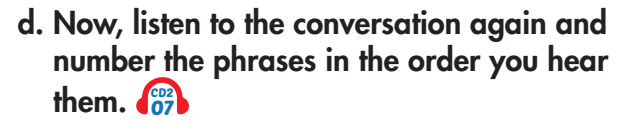 d. Now, listen to the conversation again and
number the phrases in the order you hear
them. CD2
07